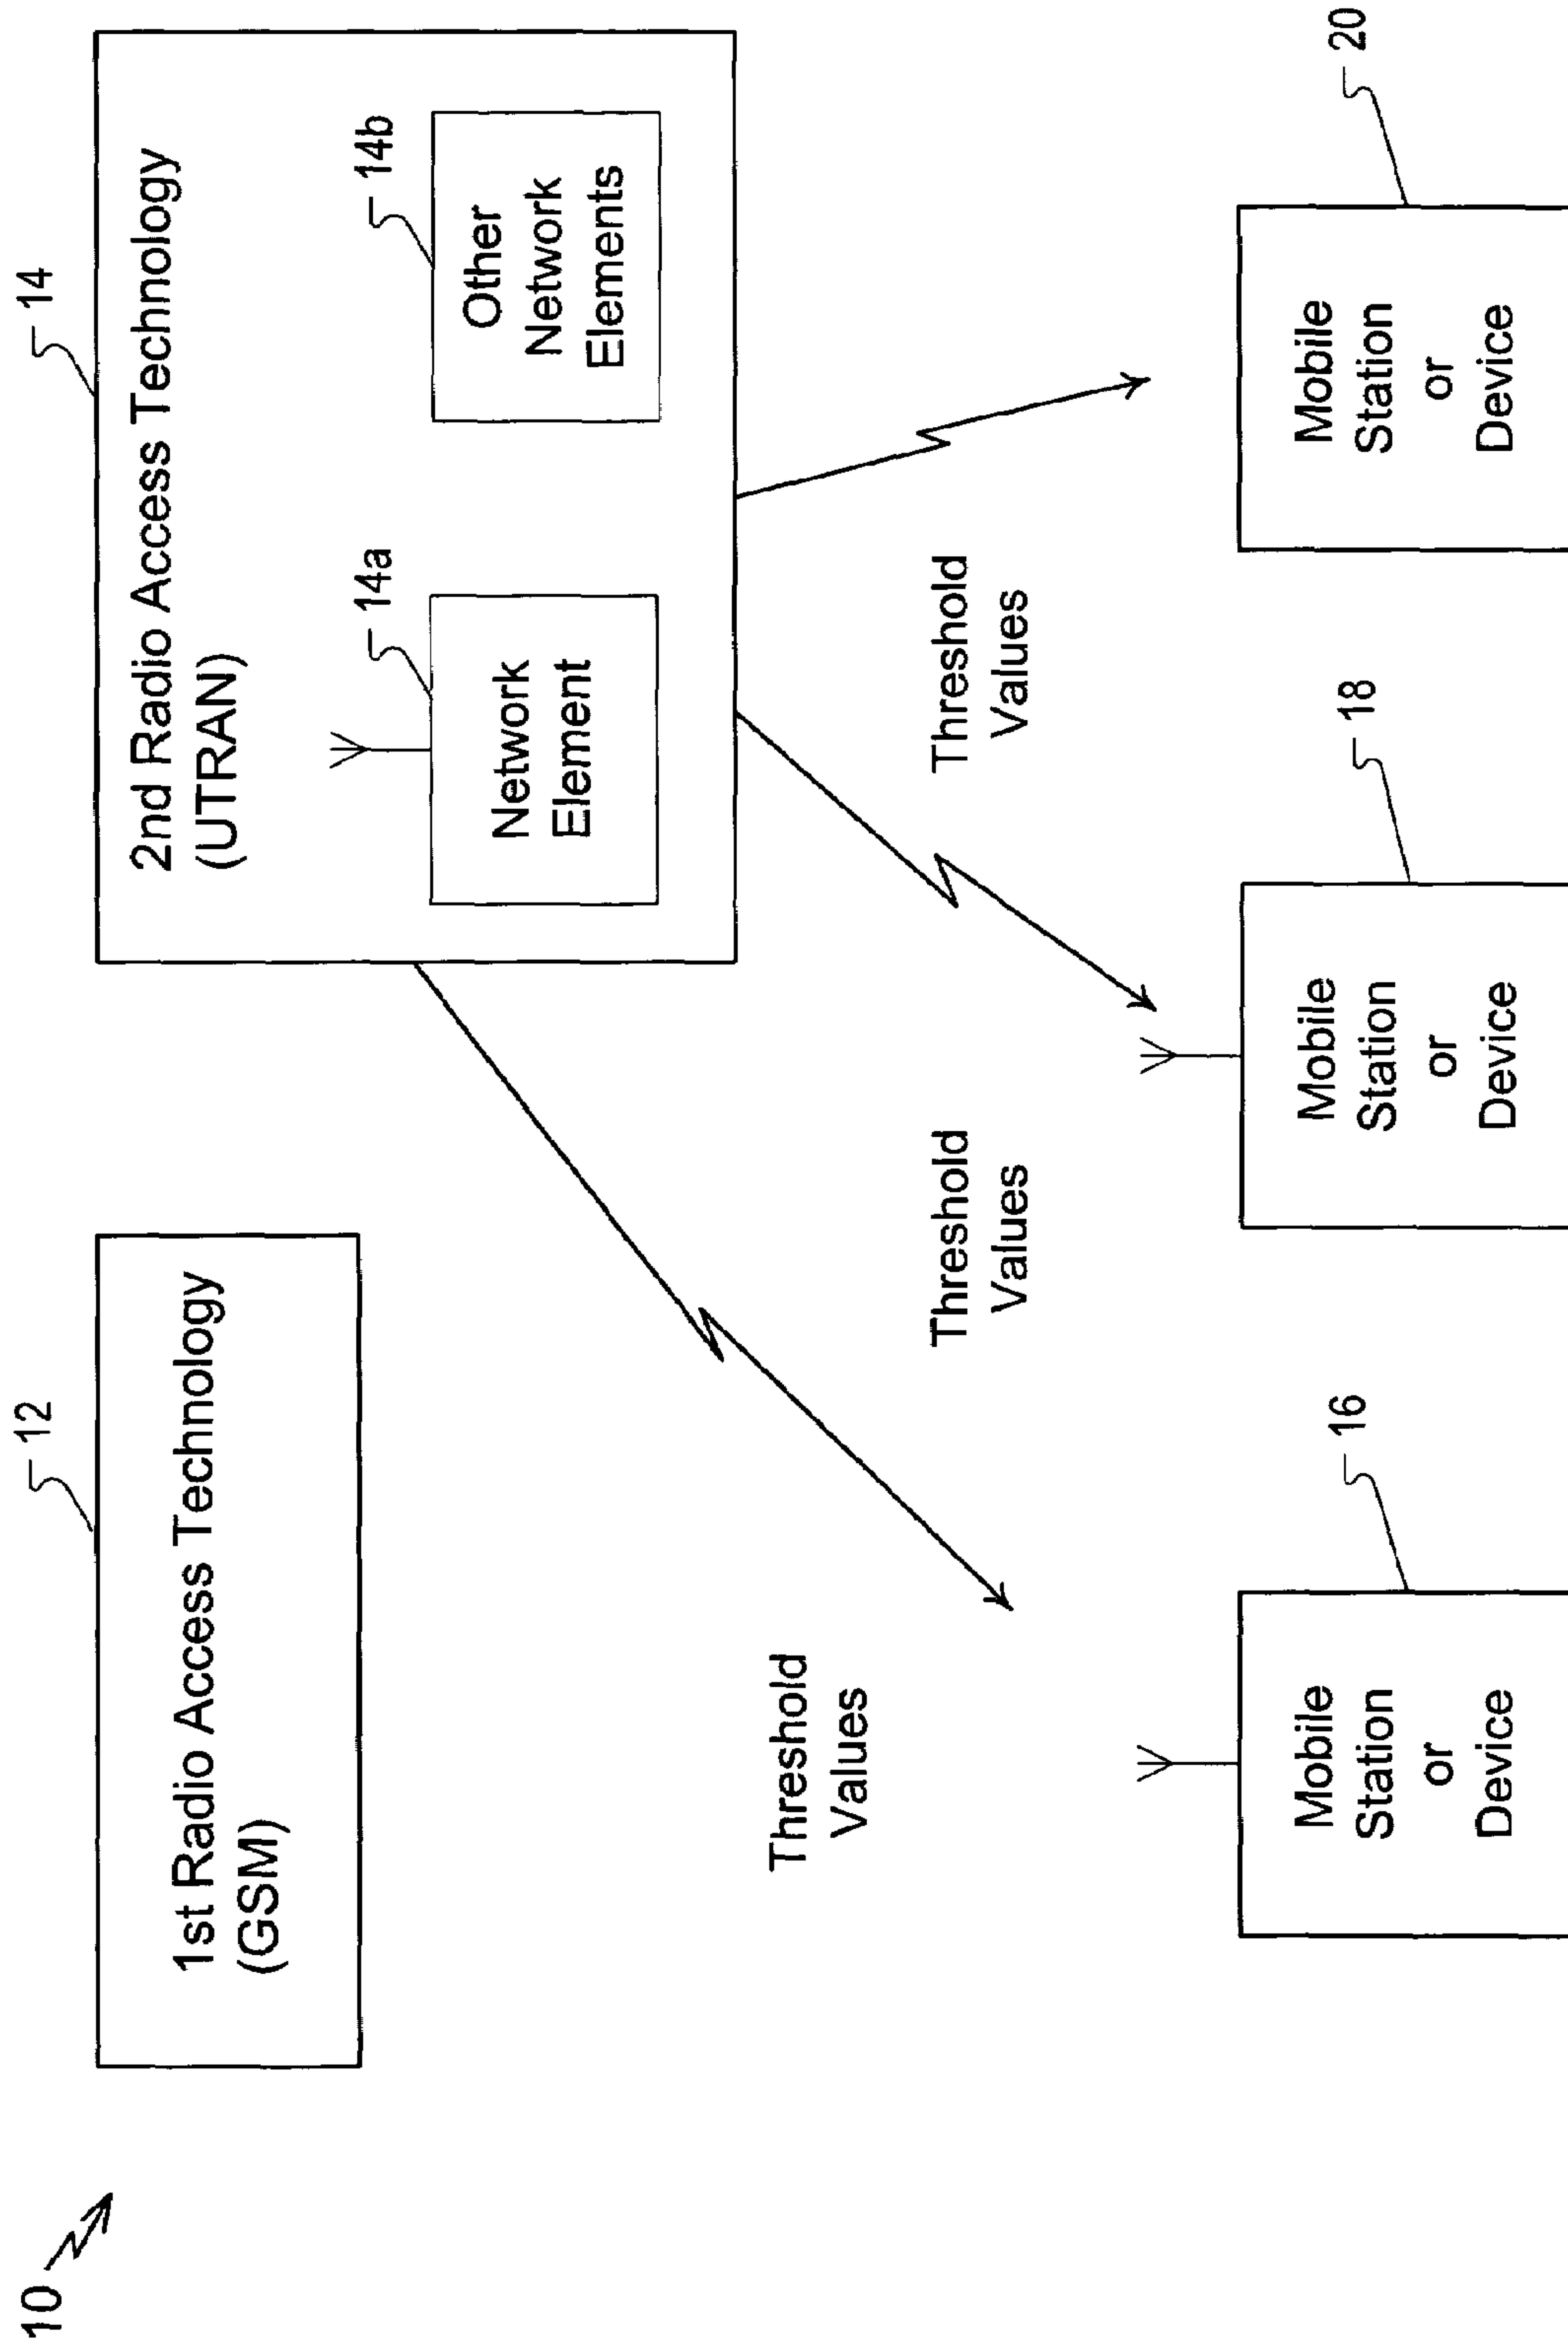 10
12
1st Radio Access Technology
(GSM)
14
2nd Radio Access Technology
(UTRAN)
14a
Network
Element
14b
Other
Network
Elements
Threshold
Values
Threshold
Values
Threshold
Values
16
Mobile
Station
or
Device
18
Mobile
Station
or
Device
20
Mobile
Station
or
Device